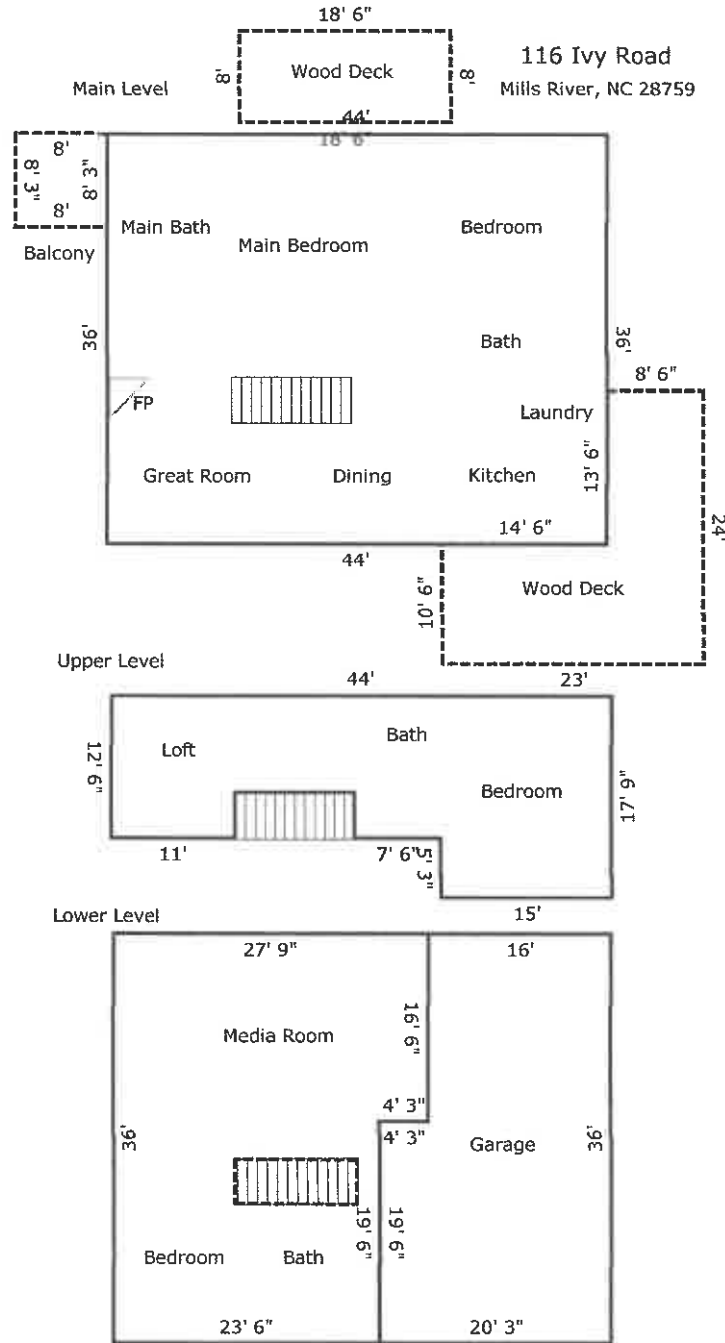 18' 6"
116 Ivy Road
8'
Wood Deck
8'
Mills River, NC 28759
Main Level
44'
18' 6"
8'
8' 3"
8' 3"
8'
Main Bath
Main Bedroom
Bedroom
Balcony
36'
Bath
36'
8' 6"
FP
Laundry
Great Room
Dining
Kitchen
13' 6"
24'
14' 6"
44'
10' 6"
Wood Deck
Upper Level
44'
23'
12' 6"
Loft
Bath
Bedroom
17' 9"
11'
7' 6"
5' 3"
15'
Lower Level
27' 9"
16'
Media Room
16' 6"
4' 3"
4' 3"
36'
Garage
36'
19' 6"
19' 6"
Bedroom
Bath
23' 6"
20' 3"